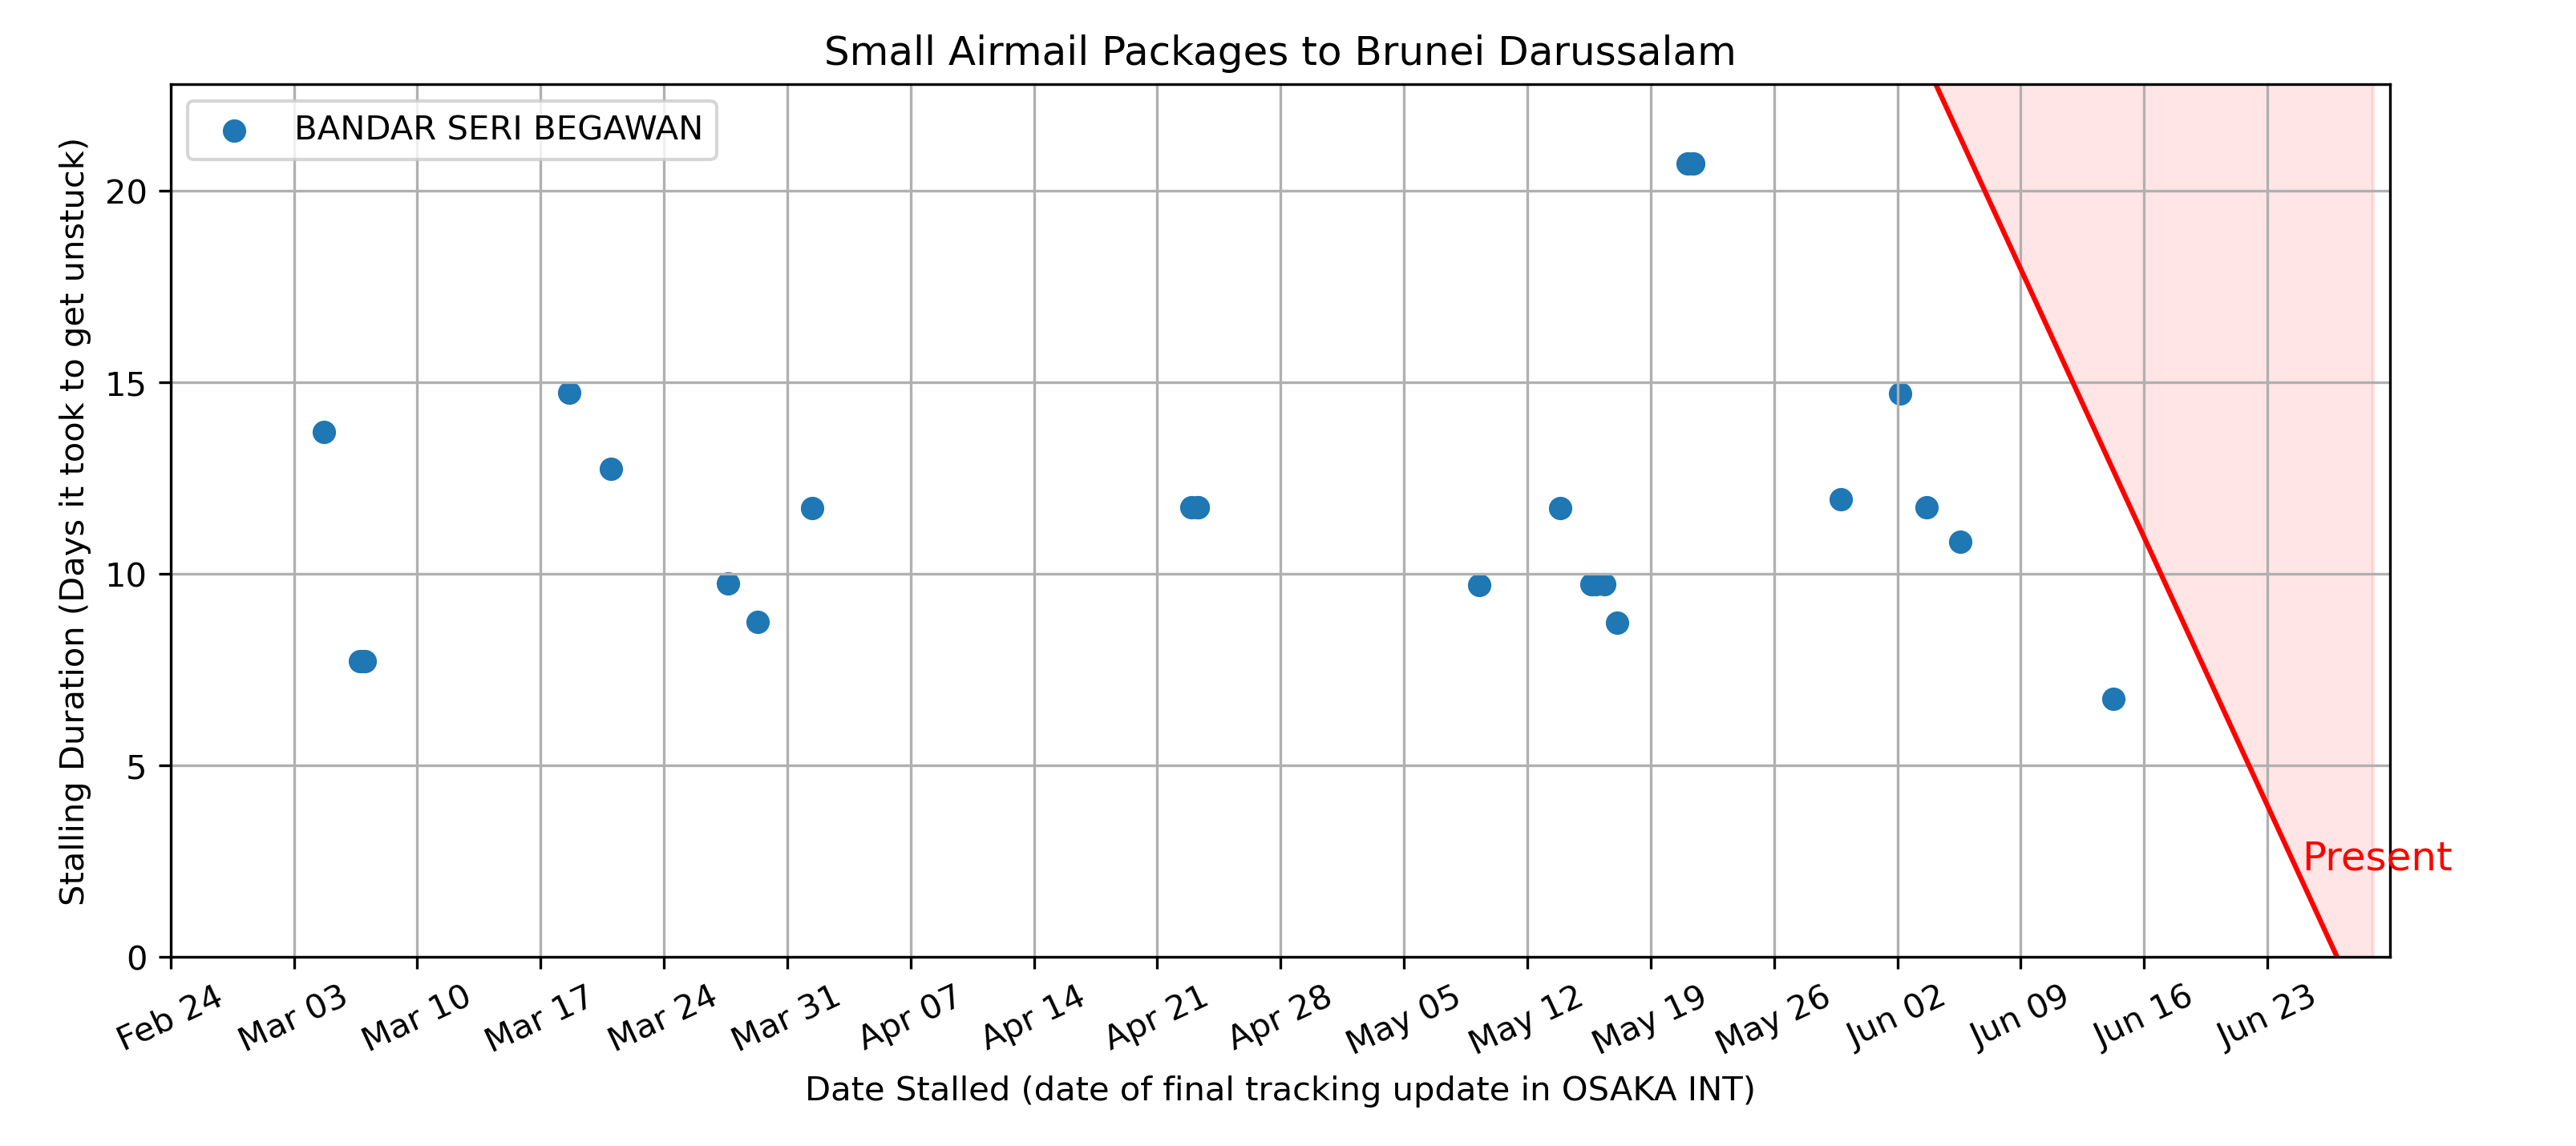 Small Airmail Packages to Brunei Darussalam
BANDAR SERI BEGAWAN
Stalling Duration (Days it took to get unstuck)
20
15
10
5
0
Present
Feb 24
Mar 03
Mar 10
Mar 17
Mar 24
Mar 31
Apr 07
Apr 14
Apr 21
Apr 28
May 05
May 12
May 19
May 26
Jun 02
Jun 09
Jun 16
Jun 23
Date Stalled (date of final tracking update in OSAKA INT)